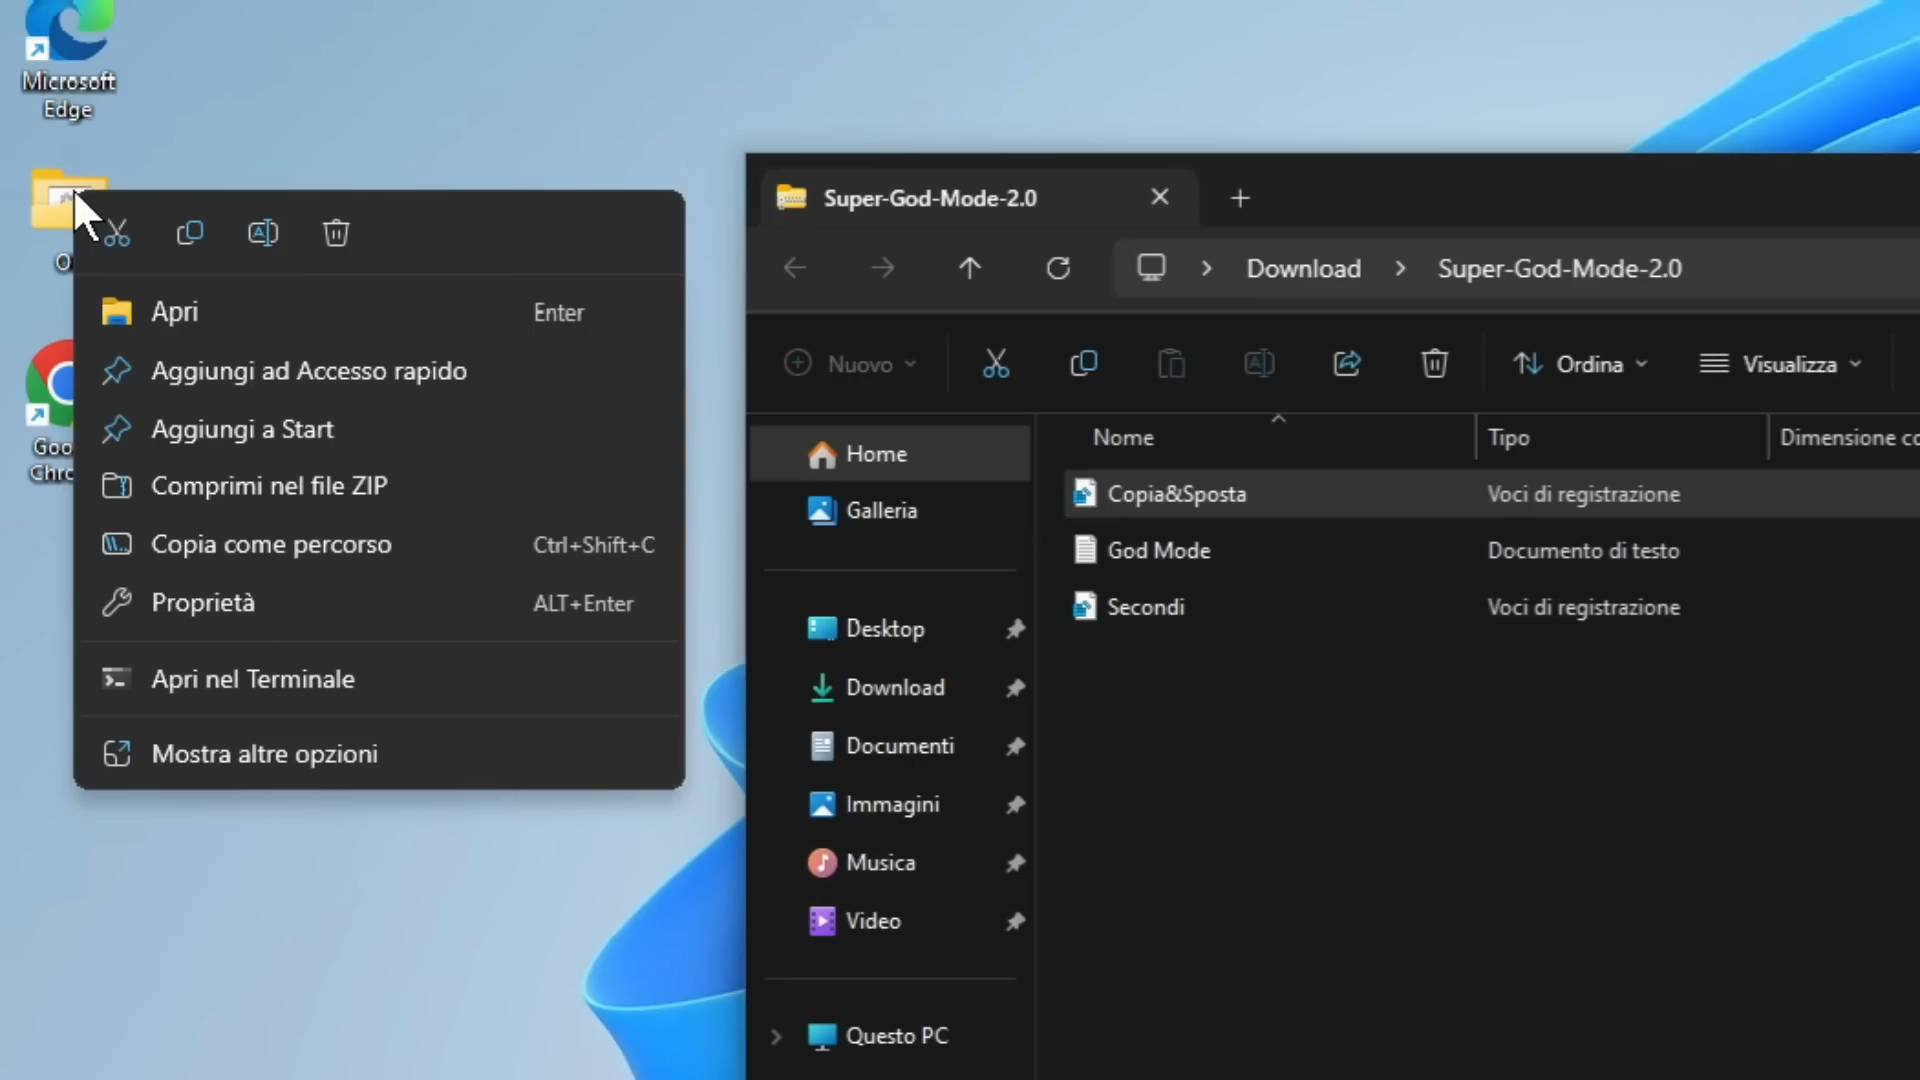 Microsoft
Edge
Goo
Chro
Apri Enter
Aggiungi ad Accesso rapido
Aggiungi a Start
Comprimi nel file ZIP
Copia come percorso Ctrl+Shift+C
Proprietà ALT+Enter
Apri nel Terminale
Mostra altre opzioni
Super-God-Mode-2.0
Download > Super-God-Mode-2.0
Nuovo Ordina Visualizza
Nome Tipo Dimensione co
Copia&Sposta Voci di registrazione
God Mode Documento di testo
Secondi Voci di registrazione
Home
Galleria
Desktop
Download
Documenti
Immagini
Musica
Video
Questo PC